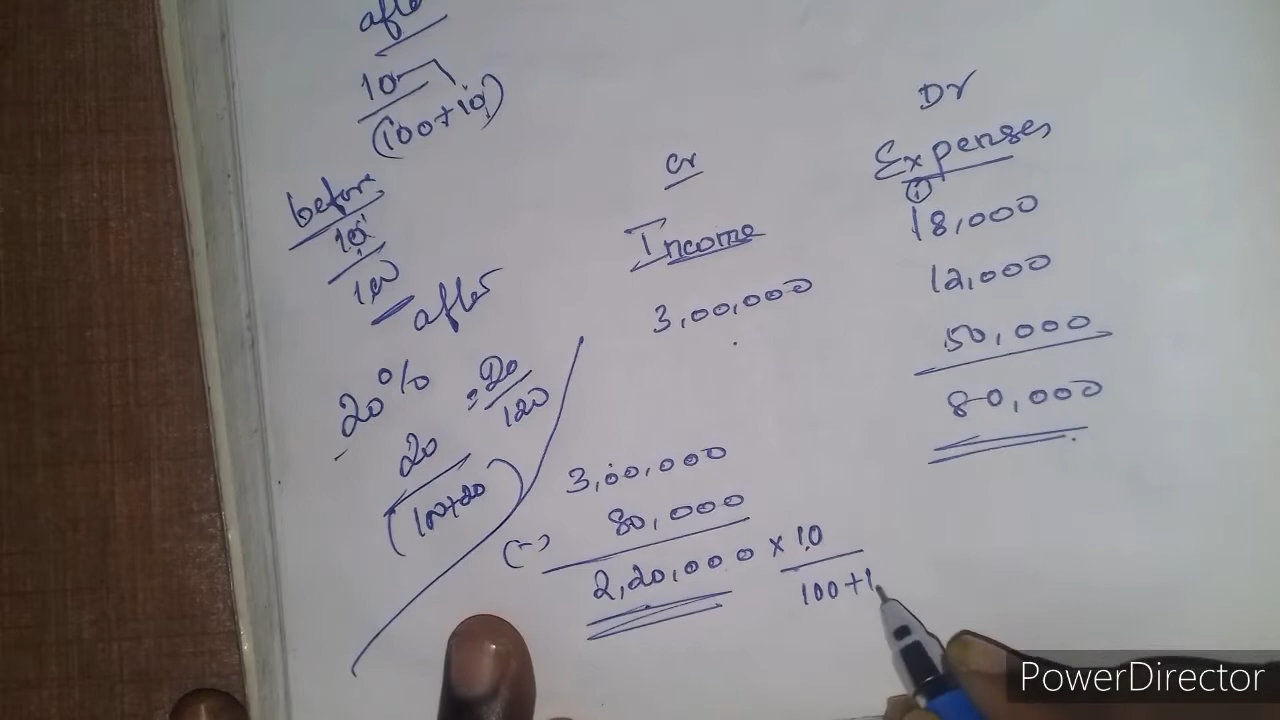 after
10
(100+10)
before
10
100
after
20% = 20
120
20
(100+20)
Cr
Income
3,00,000
Dr
Expenses
18,000
12,000
50,000
80,000
3,00,000
(-) 80,000
2,20,000 × 10
100+1
PowerDirector